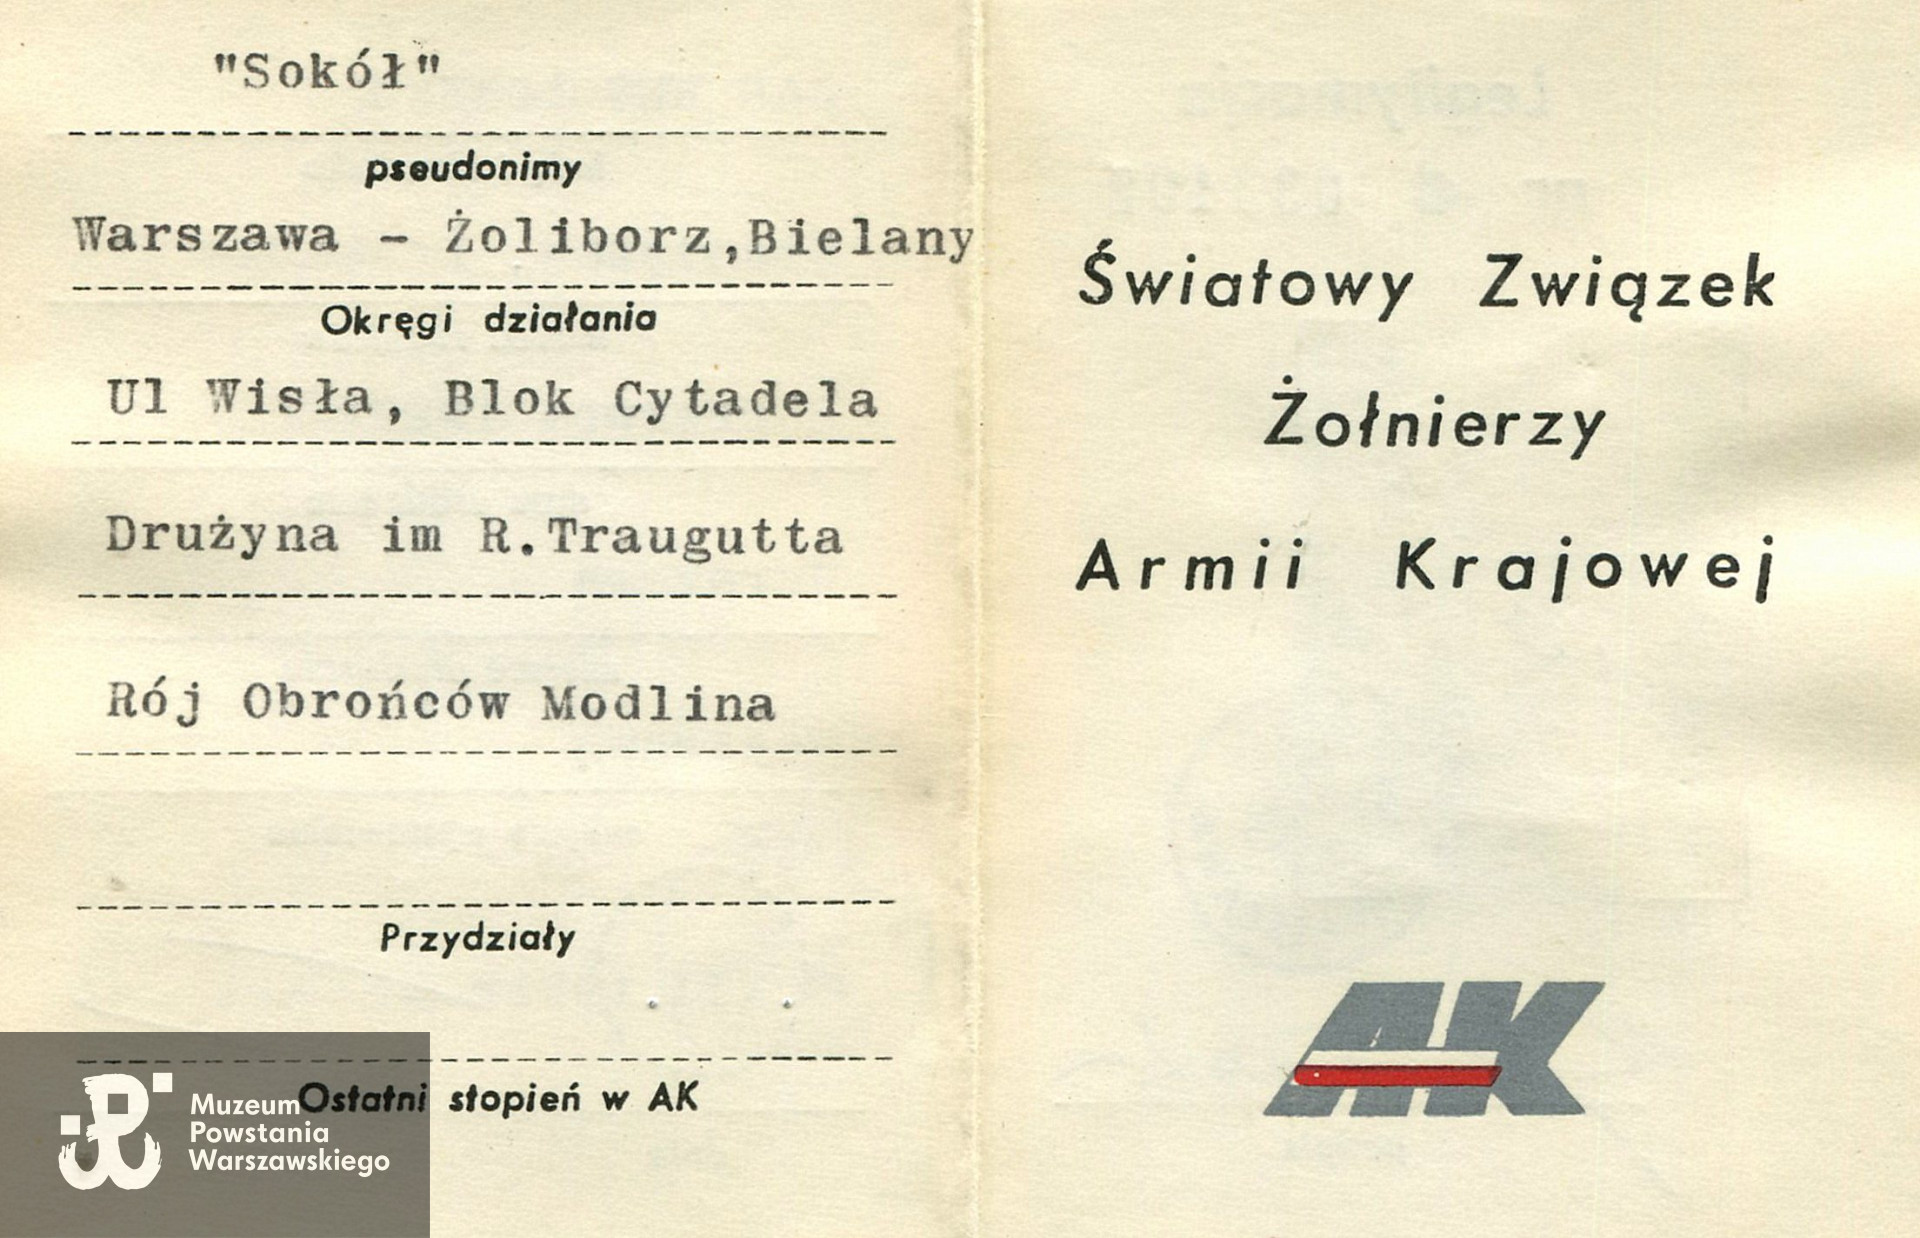 "Sokół"
pseudonimy
Warszawa - Żoliborz,Bielany
Okręgi działania
Ul Wisła, Blok Cytadela
Drużyna im R.Traugutta
Rój Obrońców Modlina
Przydziały
Ostatni stopień w AK
Muzeum
Powstania
Warszawskiego
Światowy Związek
Żołnierzy
Armii Krajowej
AK